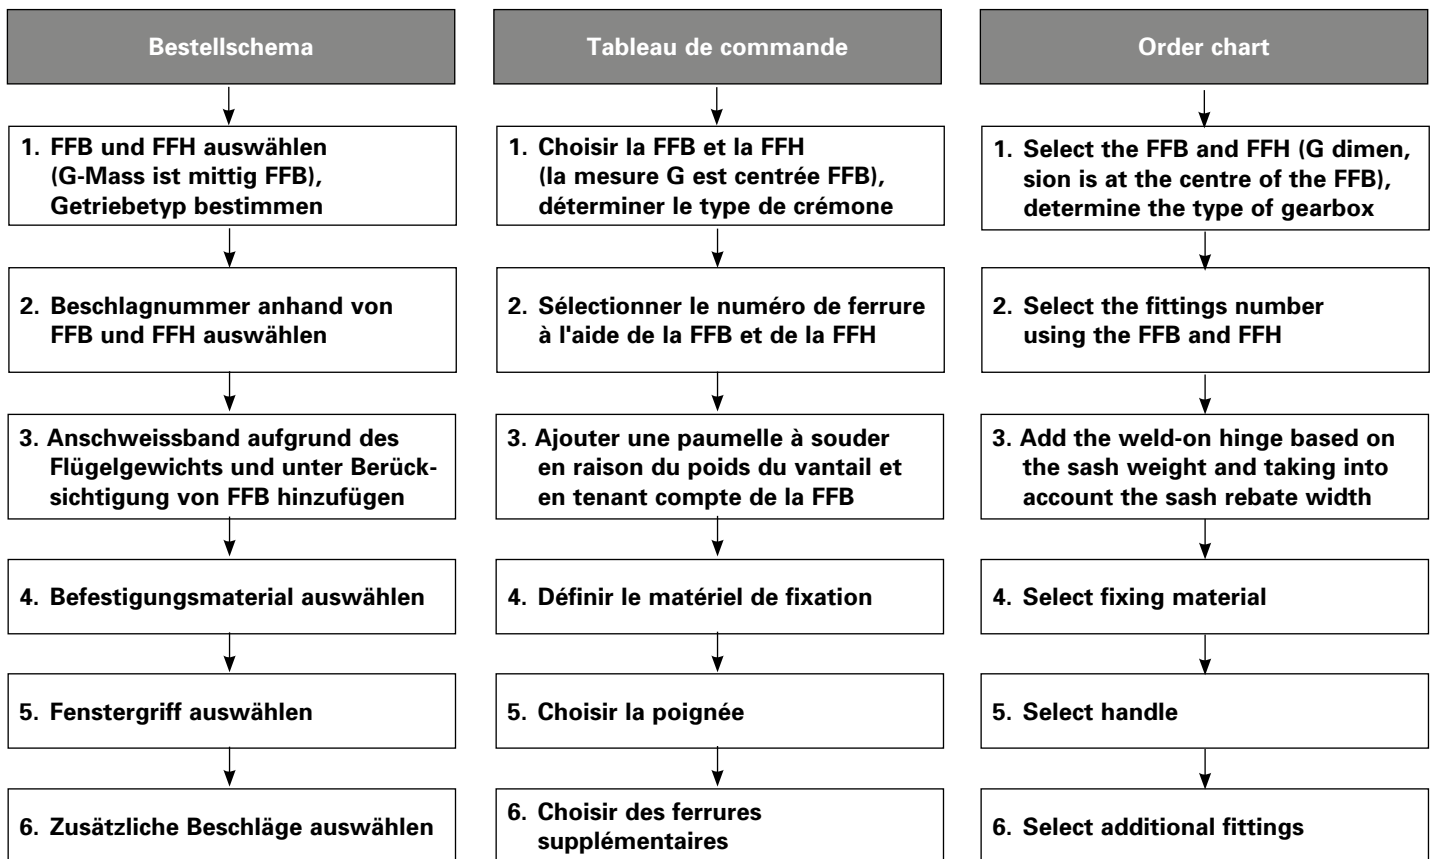 Bestellschema
1. FFB und FFH auswählen
(G-Mass ist mittig FFB),
Getriebetyp bestimmen
2. Beschlagnummer anhand von
FFB und FFH auswählen
3. Anschweissband aufgrund des
Flügelgewichts und unter Berück-
sichtigung von FFB hinzufügen
4. Befestigungsmaterial auswählen
5. Fenstergriff auswählen
6. Zusätzliche Beschläge auswählen
Tableau de commande
1. Choisir la FFB et la FFH
(la mesure G est centrée FFB),
déterminer le type de crémone
2. Sélectionner le numéro de ferrure
à l'aide de la FFB et de la FFH
3. Ajouter une paumelle à souder
en raison du poids du vantail et
en tenant compte de la FFB
4. Définir le matériel de fixation
5. Choisir la poignée
6. Choisir des ferrures
supplémentaires
Order chart
1. Select the FFB and FFH (G dimen,
sion is at the centre of the FFB),
determine the type of gearbox
2. Select the fittings number
using the FFB and FFH
3. Add the weld-on hinge based on
the sash weight and taking into
account the sash rebate width
4. Select fixing material
5. Select handle
6. Select additional fittings